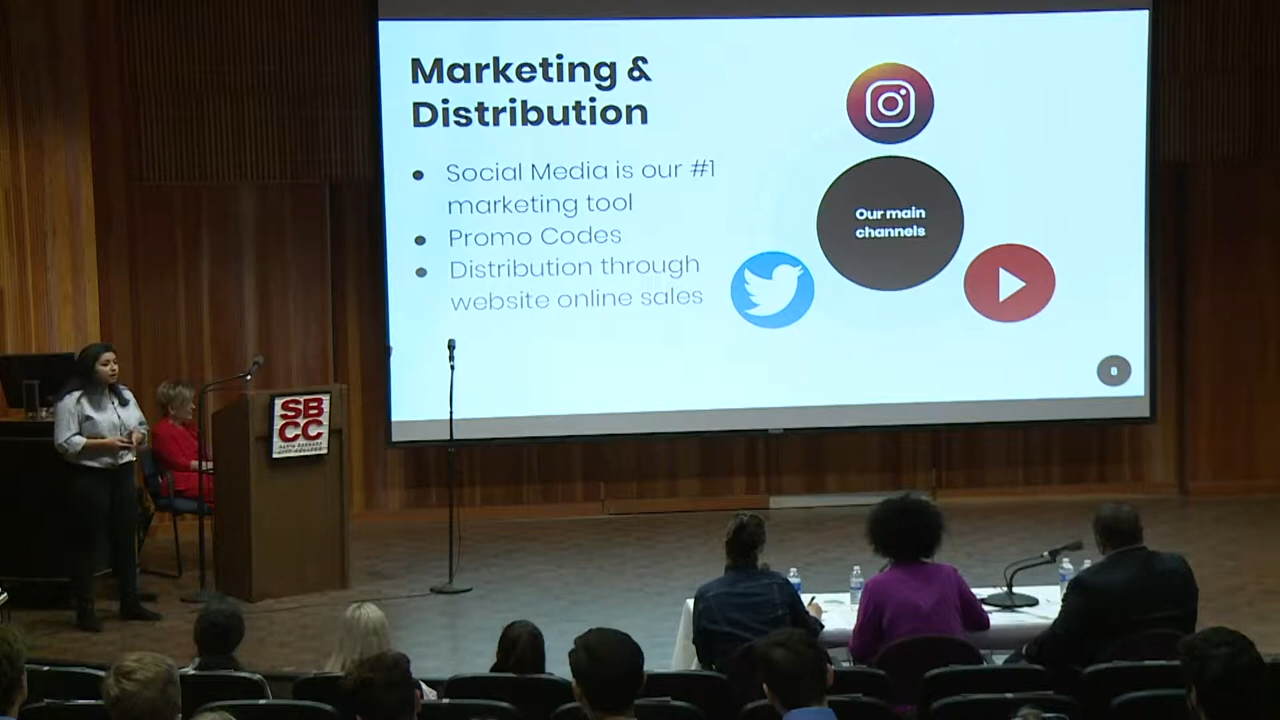 Marketing &
Distribution
● Social Media is our #1
marketing tool
● Promo Codes
● Distribution through
website online sales
Our main
channels
SB
CC